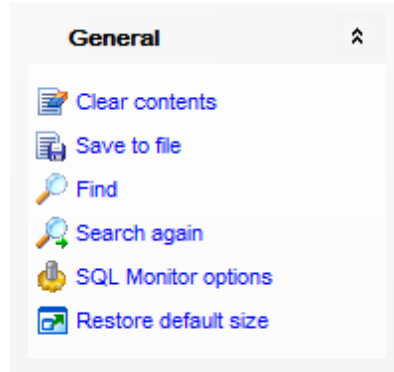 General
Clear contents
Save to file
Find
Search again
SQL Monitor options
Restore default size